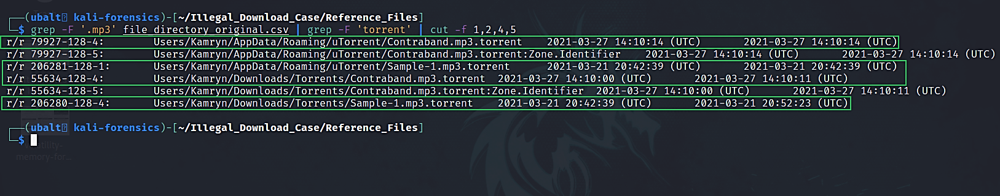 ┌──(ubalt kali-forensics)-[~/Illegal_Download_Case/Reference_Files]
└─$ grep -F '.mp3' file_directory_original.csv | grep -F 'torrent' | cut -f 1,2,4,5
r/r 79927-128-4: Users/Kamryn/AppData/Roaming/uTorrent/Contraband.mp3.torrent 2021-03-27 14:10:14 (UTC) 2021-03-27 14:10:14 (UTC)
r/r 79927-128-5: Users/Kamryn/AppData/Roaming/uTorrent/Contraband.mp3.torrent:Zone.Identifier 2021-03-27 14:10:14 (UTC) 2021-03-27 14:10:14 (UTC)
r/r 206281-128-1: Users/Kamryn/AppData/Roaming/uTorrent/Sample-1.mp3.torrent 2021-03-21 20:42:39 (UTC) 2021-03-21 20:42:39 (UTC)
r/r 55634-128-4: Users/Kamryn/Downloads/Torrents/Contraband.mp3.torrent 2021-03-27 14:10:00 (UTC) 2021-03-27 14:10:11 (UTC)
r/r 55634-128-5: Users/Kamryn/Downloads/Torrents/Contraband.mp3.torrent:Zone.Identifier 2021-03-27 14:10:00 (UTC) 2021-03-27 14:10:11 (UTC)
r/r 206280-128-4: Users/Kamryn/Downloads/Torrents/Sample-1.mp3.torrent 2021-03-21 20:42:39 (UTC) 2021-03-21 20:52:23 (UTC)
┌──(ubalt kali-forensics)-[~/Illegal_Download_Case/Reference_Files]
└─$
memory-for...